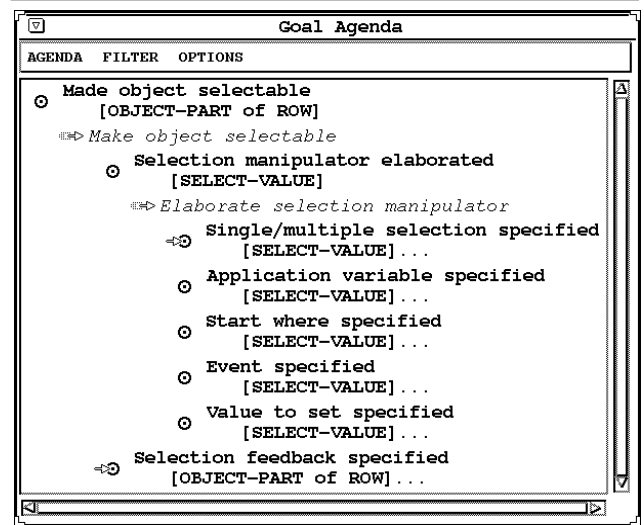 Goal Agenda
AGENDA FILTER OPTIONS
Made object selectable
[OBJECT-PART of ROW]
Make object selectable
Selection manipulator elaborated
[SELECT-VALUE]
Elaborate selection manipulator
Single/multiple selection specified
[SELECT-VALUE]...
Application variable specified
[SELECT-VALUE]...
Start where specified
[SELECT-VALUE]...
Event specified
[SELECT-VALUE]...
Value to set specified
[SELECT-VALUE]...
Selection feedback specified
[OBJECT-PART of ROW]...